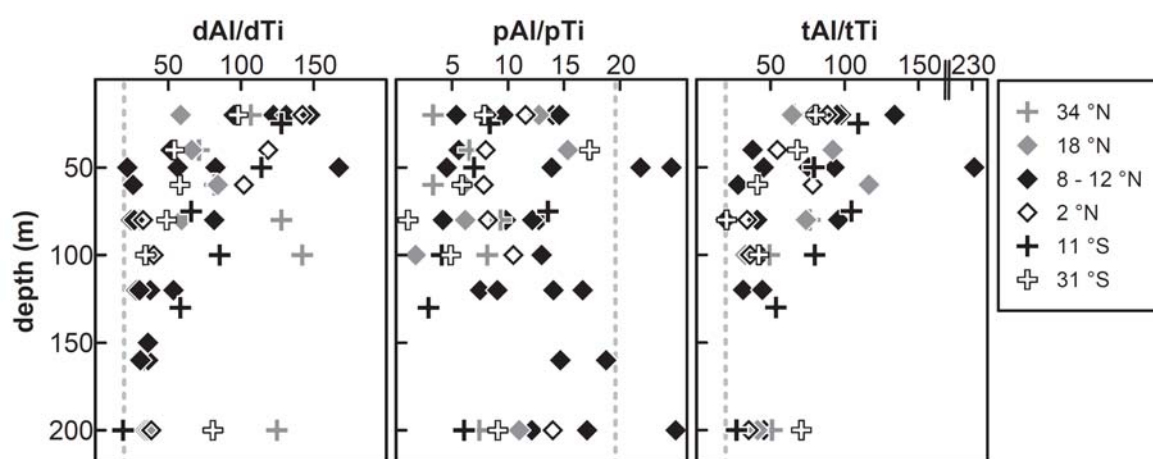 dAl/dTi pAl/pTi tAl/tTi
50 100 150 5 10 15 20 50 100 150 230
34 °N
18 °N
50
8 - 12 °N
2 °N
100
11 °S
31 °S
150
200
depth (m)